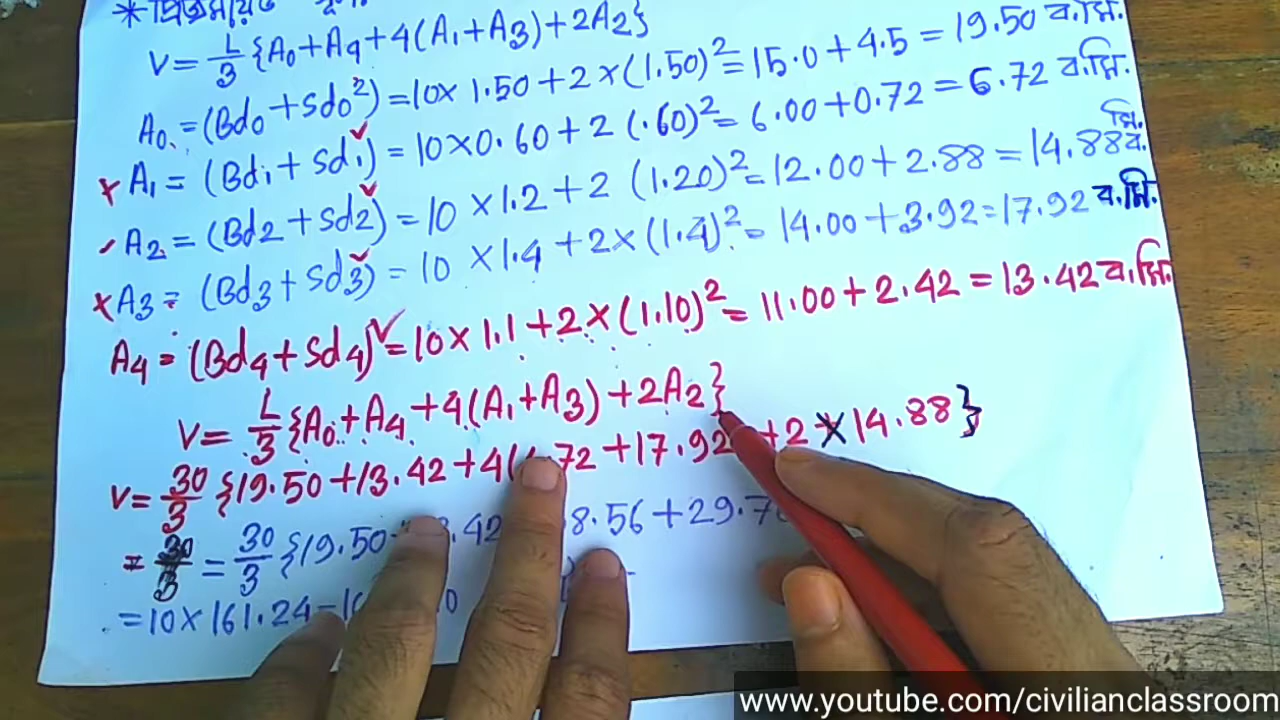 V = L/3 {A0+A4+4(A1+A3)+2A2}
A0 = (Bd0+Sd0²) = 10×1.50+2×(1.50)² = 15.0+4.5 = 19.50 ব.মি.
× A1 = (Bd1+Sd1) = 10×0.60+2(.60)² = 6.00+0.72 = 6.72 ব.মি.
A2 = (Bd2+Sd2) = 10×1.2+2(1.20)² = 12.00+2.88 = 14.88 ব. মি.
× A3 = (Bd3+Sd3) = 10×1.4+2×(1.4)² = 14.00+3.92 = 17.92 ব.মি.
A4 = (Bd4+Sd4) = 10×1.1+2×(1.10)² = 11.00+2.42 = 13.42 ব.মি.
V = L/3 {A0+A4+4(A1+A3)+2A2}
V = 30/3 {19.50+13.42+4( .72+17.92 +2×14.88}
= = 30/3 {19.50 .42 8.56+29.7
= 10×161.24=
www.youtube.com/civilianclassroom